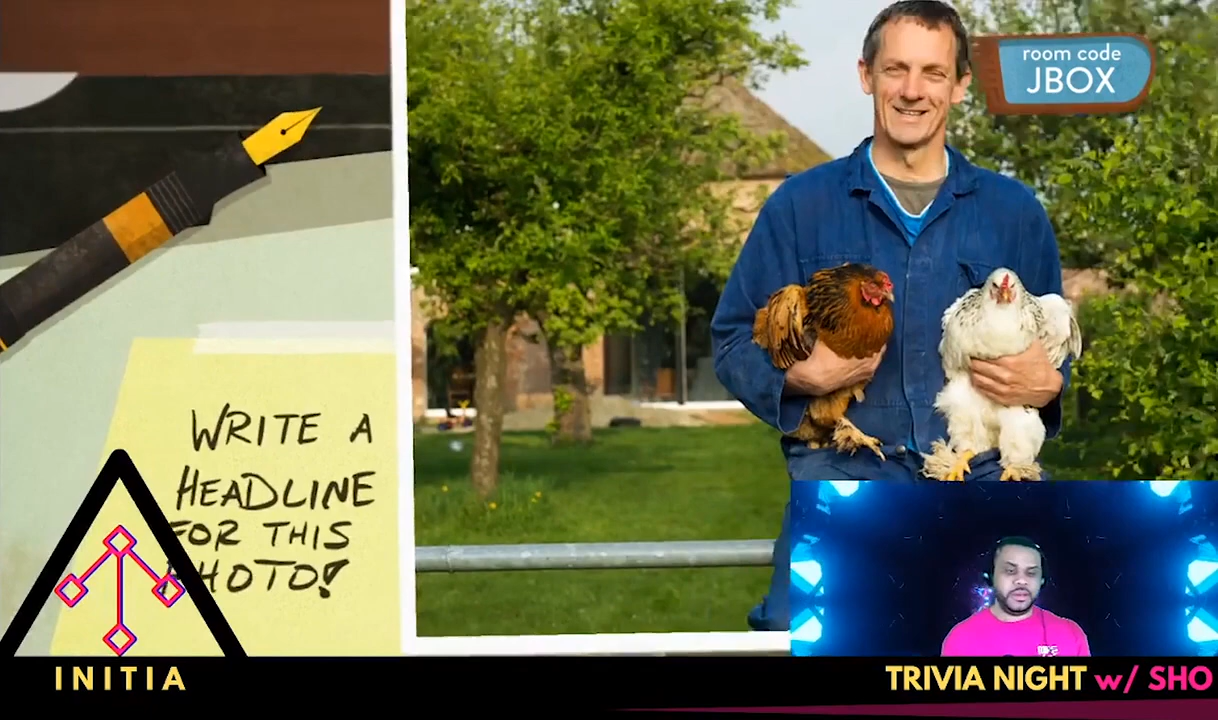 room code
JBOX
WRITE A
HEADLINE
FOR THIS
PHOTO!
INITIA
TRIVIA NIGHT w/ SHO